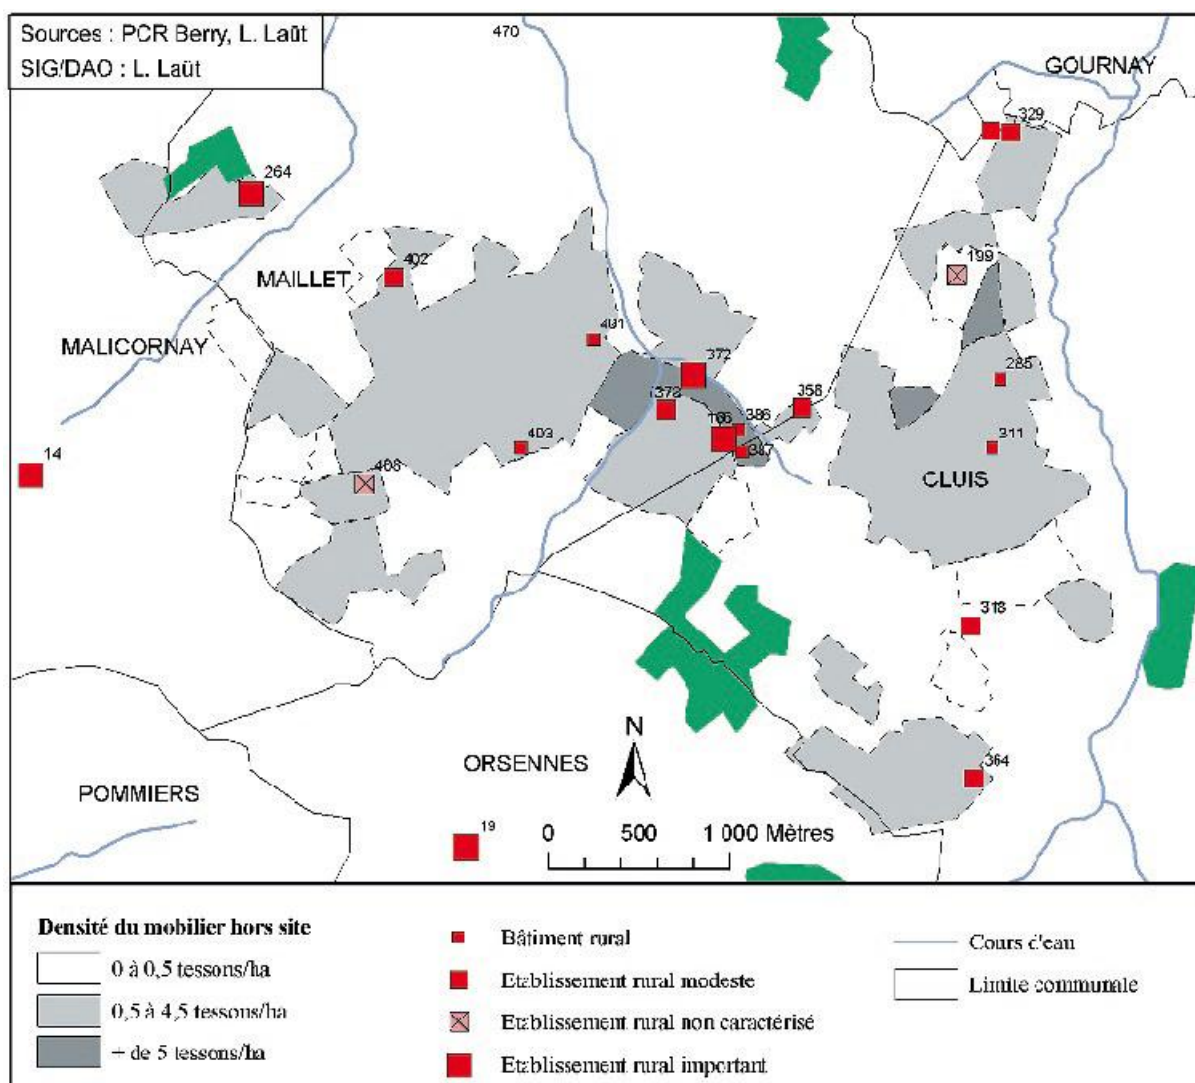 Sources : PCR Berry, L. Laüt
SIG/DAO : L. Laüt
470
GOURNAY
329
264
199
402
MAILLET
MALICORNAY
401
372
285
378
358
386
166
387
403
311
14
408
CLUIS
318
N
ORSENNES
364
POMMIERS
19
0 500 1 000 Mètres
Densité du mobilier hors site
0 à 0,5 tessons/ha
0,5 à 4,5 tessons/ha
+ de 5 tessons/ha
Bâtiment rural
Etablissement rural modeste
Etablissement rural non caractérisé
Etablissement rural important
Cours d'eau
Limite communale